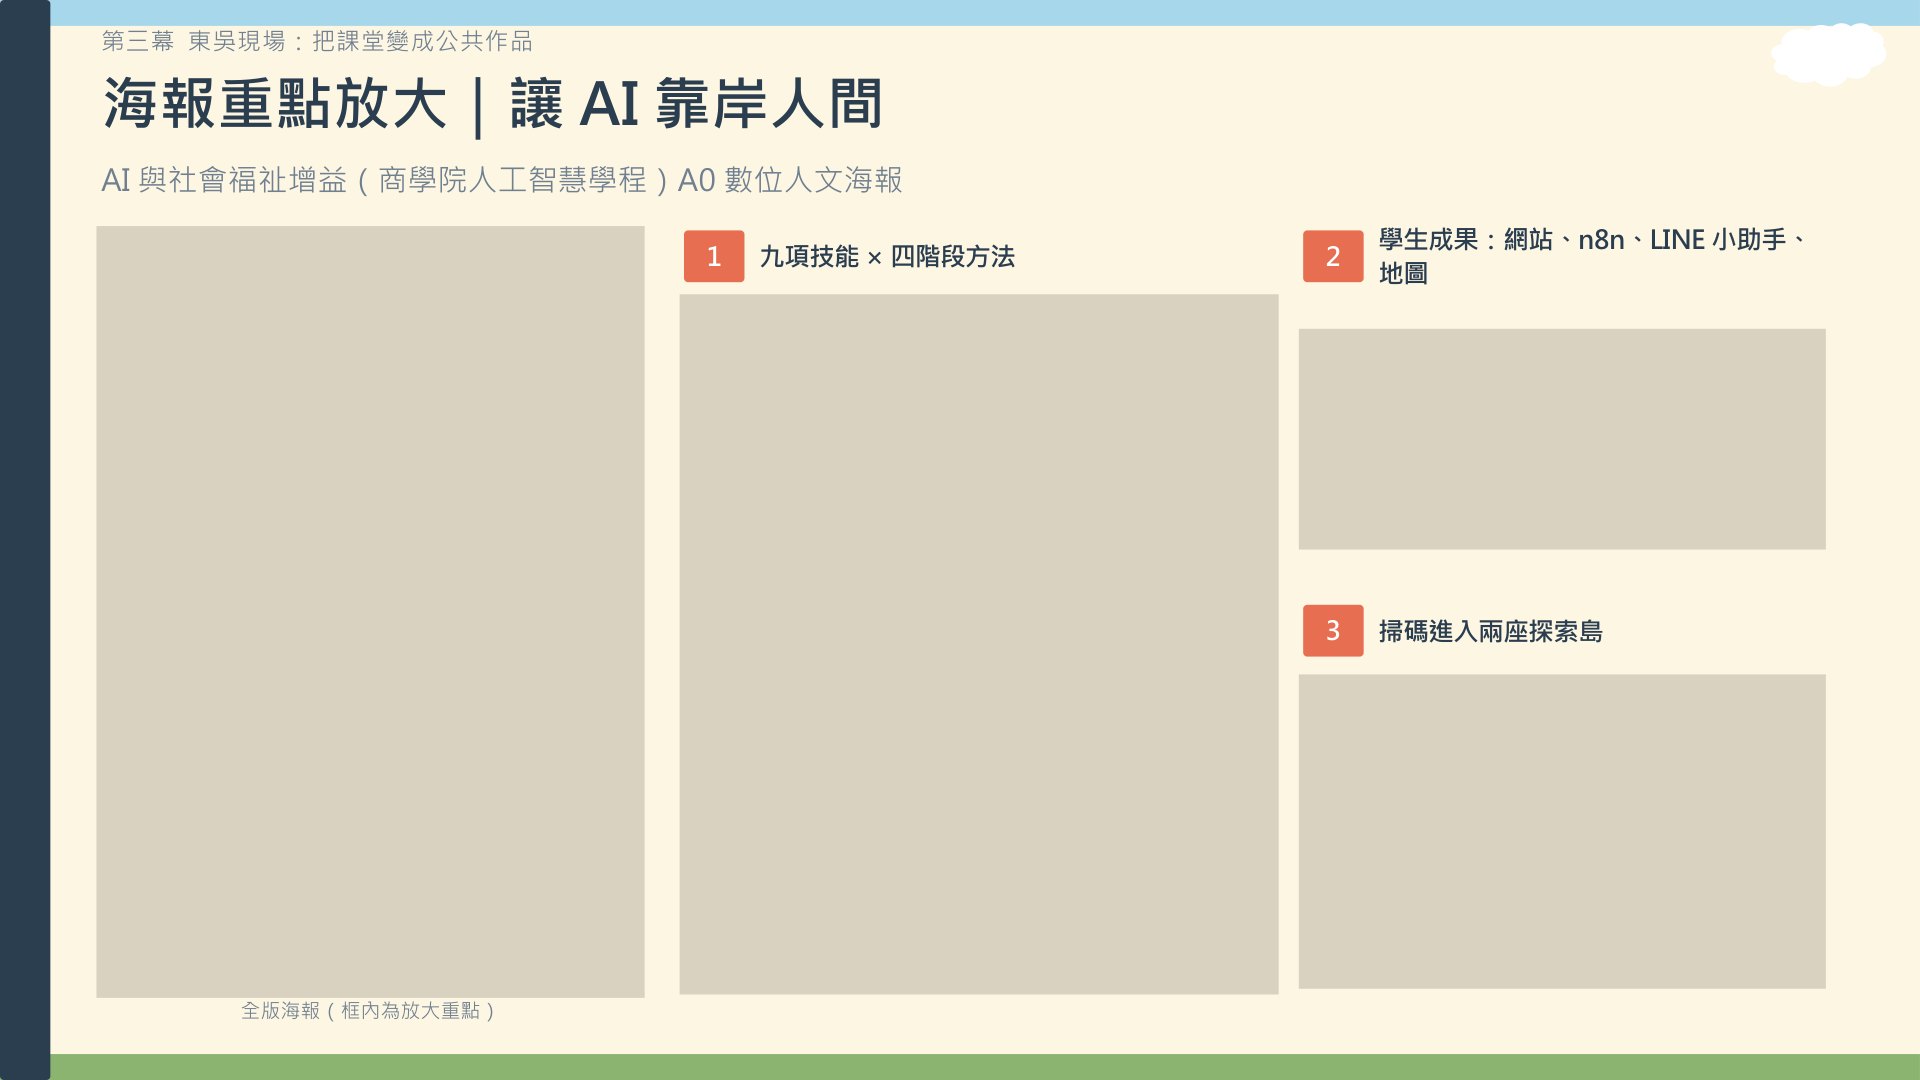 第三幕 東吳現場：把課堂變成公共作品
海報重點放大｜讓 AI 靠岸人間
AI 與社會福祉增益（商學院人工智慧學程）A0 數位人文海報
1 九項技能 × 四階段方法
2 學生成果：網站、n8n、LINE 小助手、
地圖
3 掃碼進入兩座探索島
全版海報（框內為放大重點）